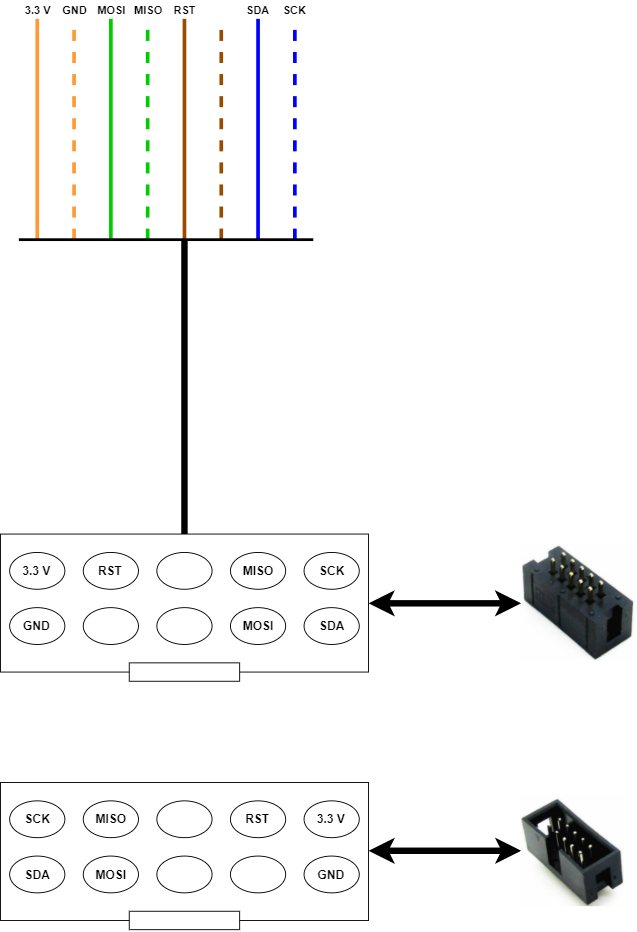 3.3 V GND MOSI MISO RST SDA SCK
3.3 V RST MISO SCK
GND MOSI SDA
SCK MISO RST 3.3 V
SDA MOSI GND